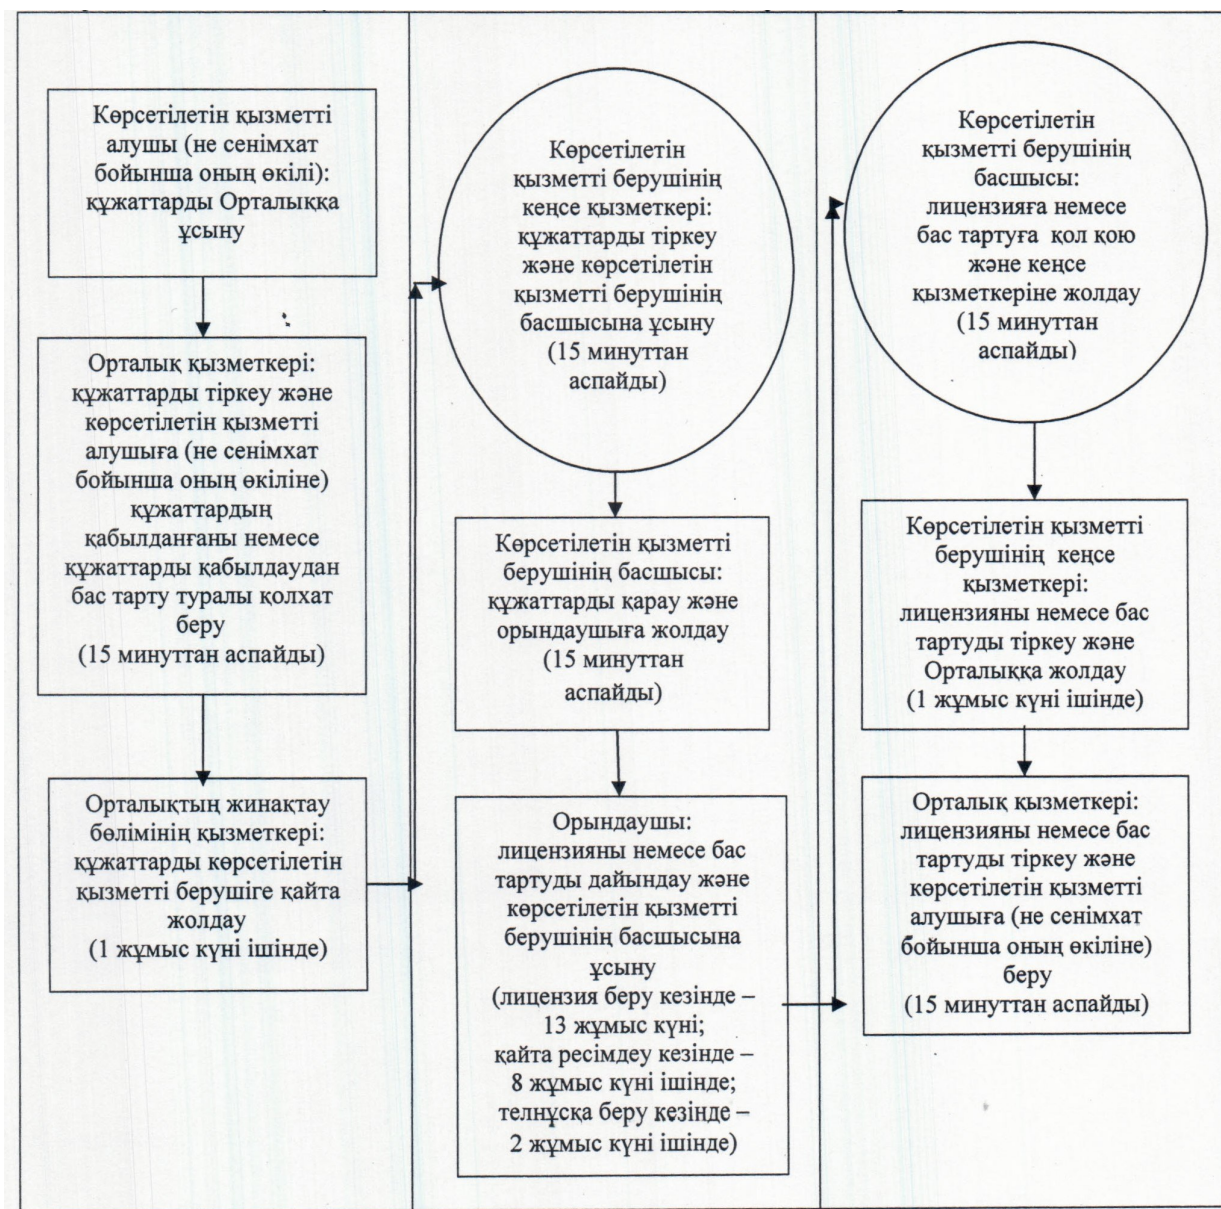 Көрсетілетін қызметті
алушы (не сенімхат
бойынша оның өкілі):
құжаттарды Орталыққа
ұсыну
Орталық қызметкері:
құжаттарды тіркеу және
көрсетілетін қызметті
алушыға (не сенімхат
бойынша оның өкіліне)
құжаттардың
қабылданғаны немесе
құжаттарды қабылдаудан
бас тарту туралы қолхат
беру
(15 минуттан аспайды)
Орталықтың жинақтау
бөлімінің қызметкері:
құжаттарды көрсетілетін
қызметті берушіге қайта
жолдау
(1 жұмыс күні ішінде)
Көрсетілетін
қызметті берушінің
кеңсе қызметкері:
құжаттарды тіркеу
және көрсетілетін
қызметті берушінің
басшысына ұсыну
(15 минуттан
аспайды)
Көрсетілетін қызметті
берушінің басшысы:
құжаттарды қарау және
орындаушыға жолдау
(15 минуттан
аспайды)
Орындаушы:
лицензияны немесе бас
тартуды дайындау және
көрсетілетін қызметті
берушінің басшысына
ұсыну
(лицензия беру кезінде –
13 жұмыс күні;
қайта ресімдеу кезінде –
8 жұмыс күні ішінде;
телнұсқа беру кезінде –
2 жұмыс күні ішінде)
Көрсетілетін
қызметті берушінің
басшысы:
лицензияға немесе
бас тартуға қол қою
және кеңсе
қызметкеріне жолдау
(15 минуттан
аспайды)
Көрсетілетін қызметті
берушінің кеңсе
қызметкері:
лицензияны немесе бас
тартуды тіркеу және
Орталыққа жолдау
(1 жұмыс күні ішінде)
Орталық қызметкері:
лицензияны немесе бас
тартуды тіркеу және
көрсетілетін қызметті
алушыға (не сенімхат
бойынша оның өкіліне)
беру
(15 минуттан аспайды)